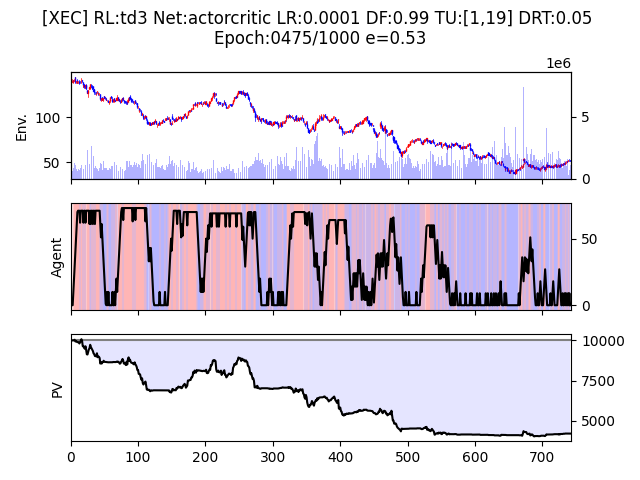 [XEC] RL:td3 Net:actorcritic LR:0.0001 DF:0.99 TU:[1,19] DRT:0.05
Epoch:0475/1000 e=0.53
1e6
Env.
100
50
5
0
Agent
50
0
PV
10000
7500
5000
0 100 200 300 400 500 600 700